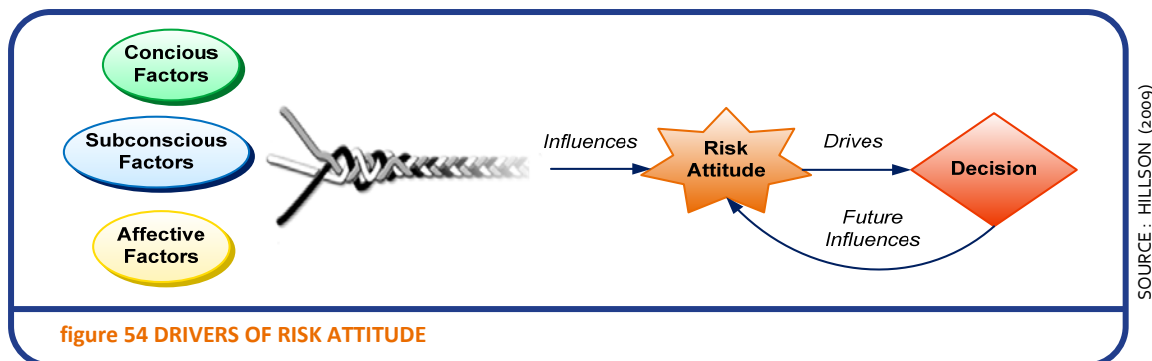 Concious
Factors
Subconscious
Factors
Affective
Factors
Influences
Risk
Attitude
Drives
Decision
Future
Influences
figure 54 DRIVERS OF RISK ATTITUDE
SOURCE : HILLSON (2009)